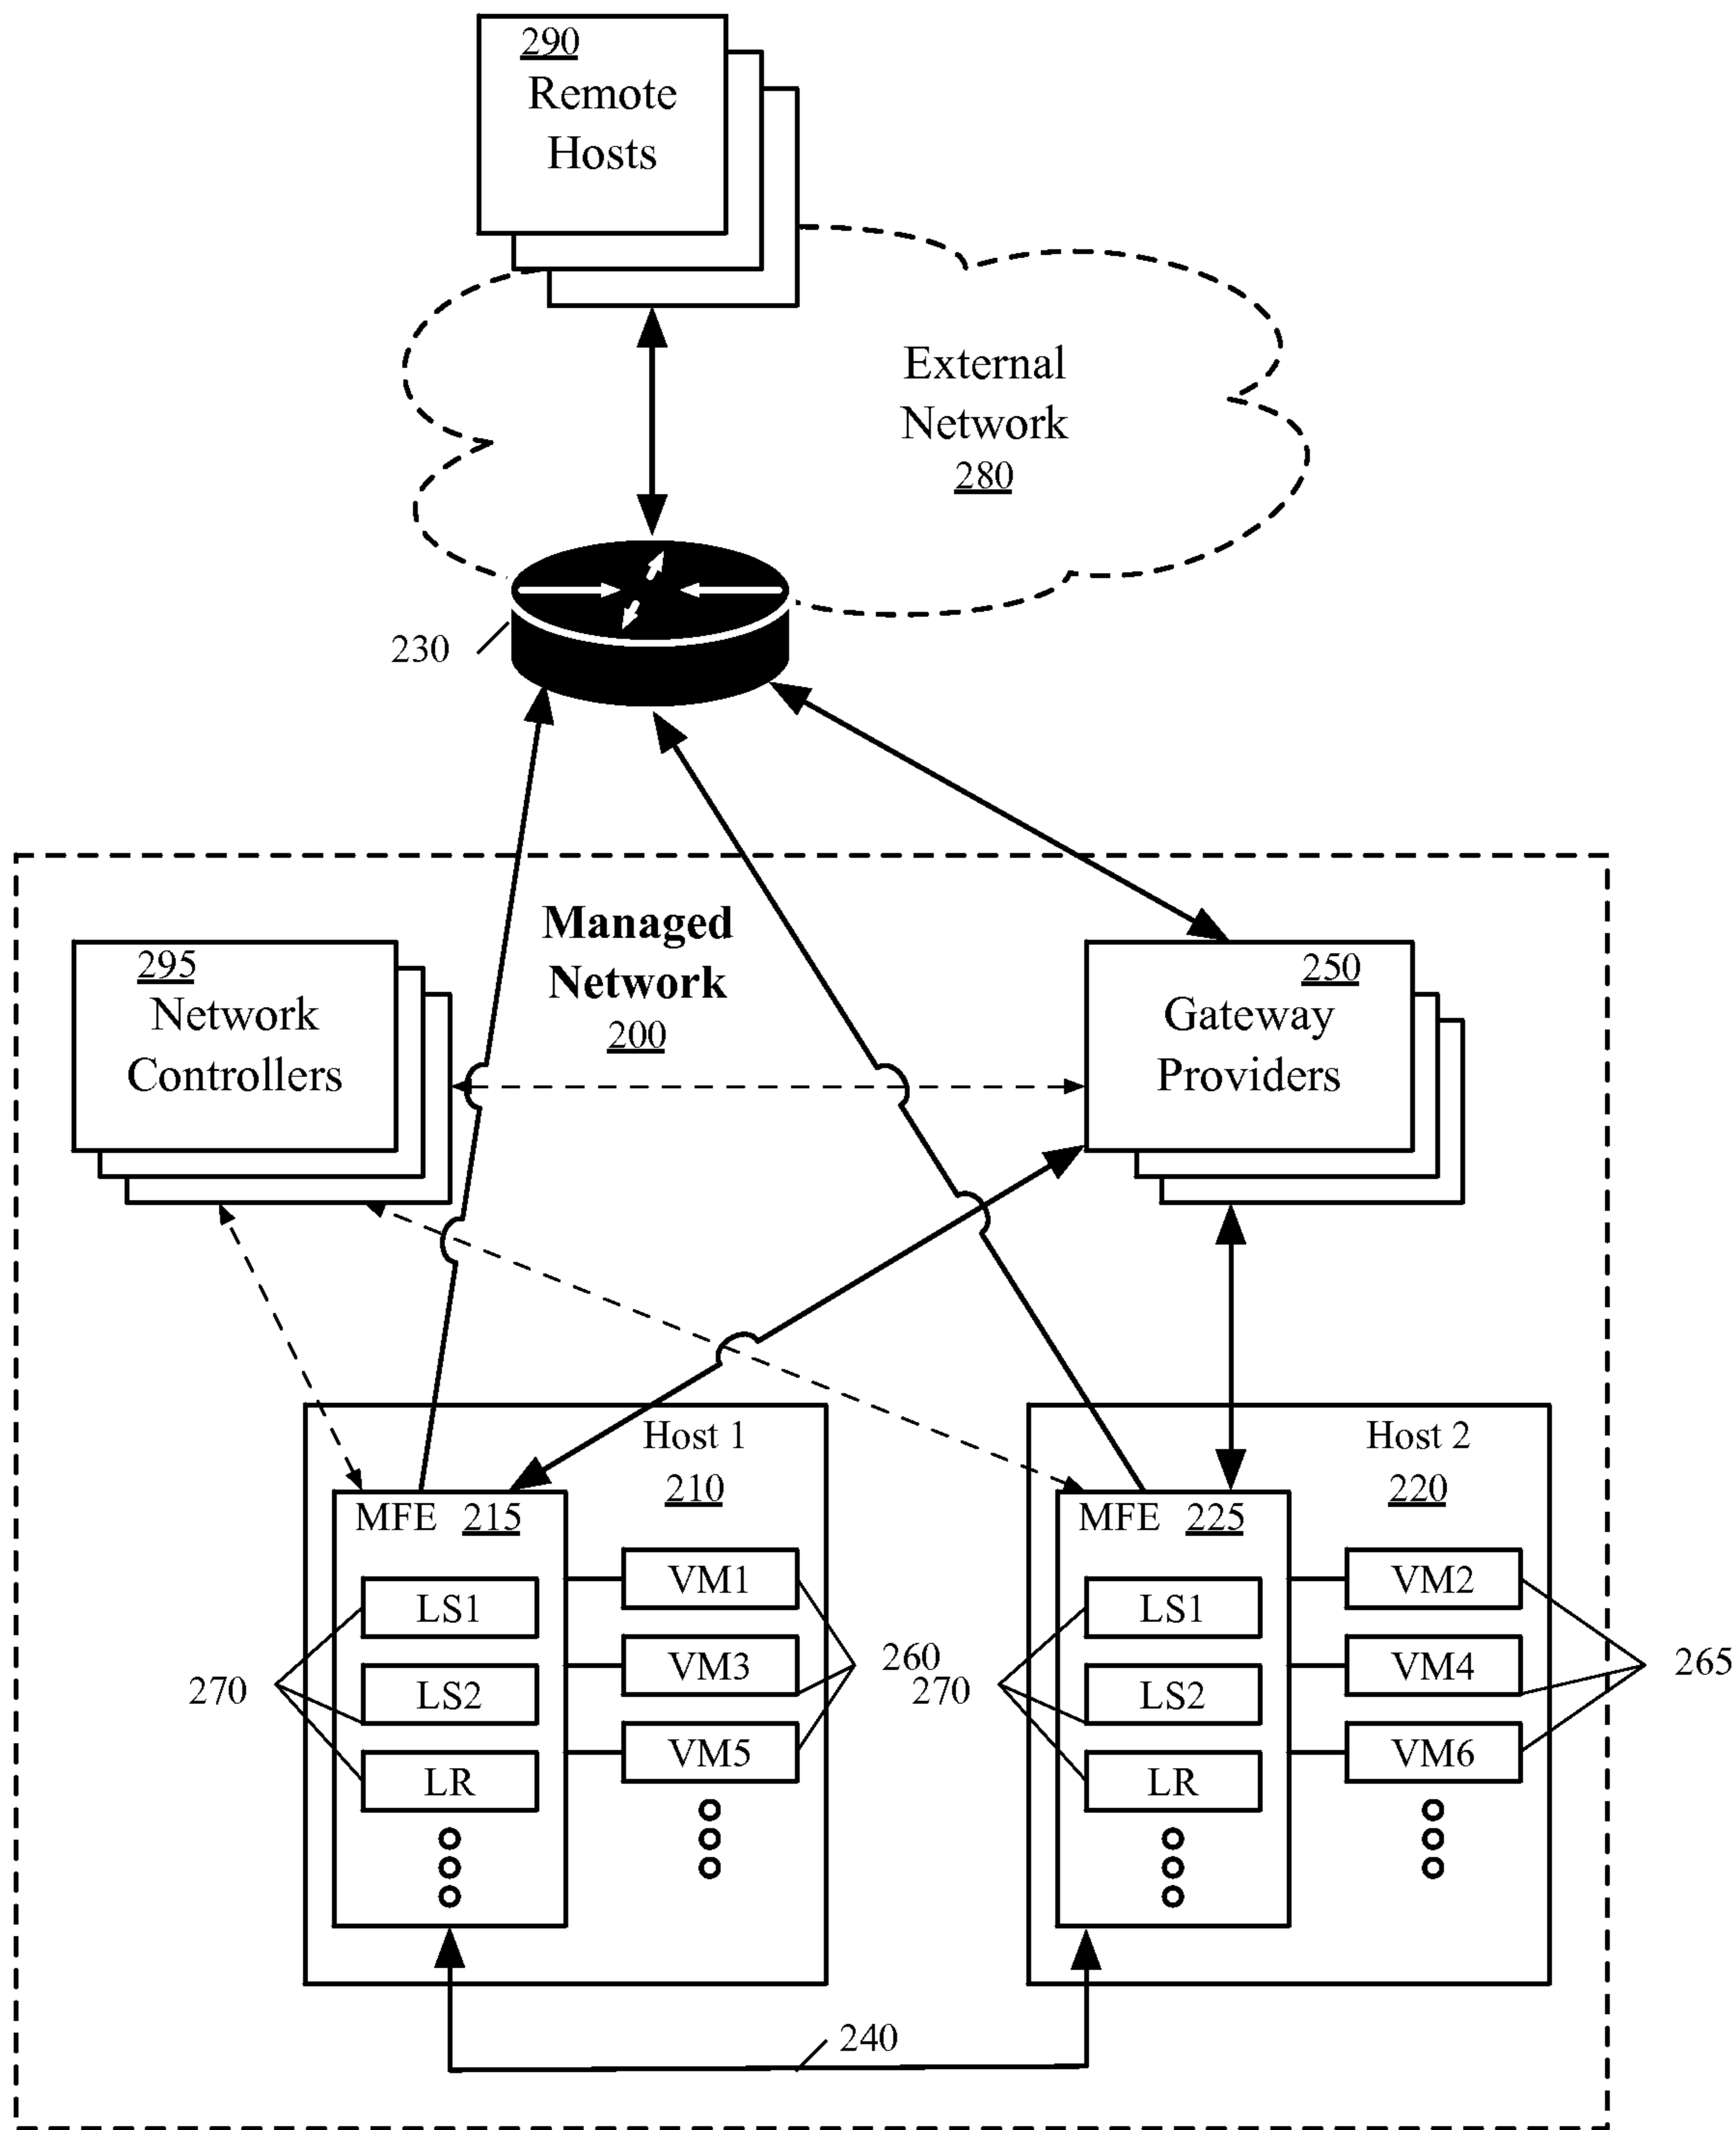 290
Remote
Hosts
External
Network
280
230
Managed
Network
200
295
Network
Controllers
250
Gateway
Providers
Host 1
210
MFE 215
LS1
LS2
LR
VM1
VM3
VM5
270
260
Host 2
220
MFE 225
LS1
LS2
LR
VM2
VM4
VM6
270
265
240